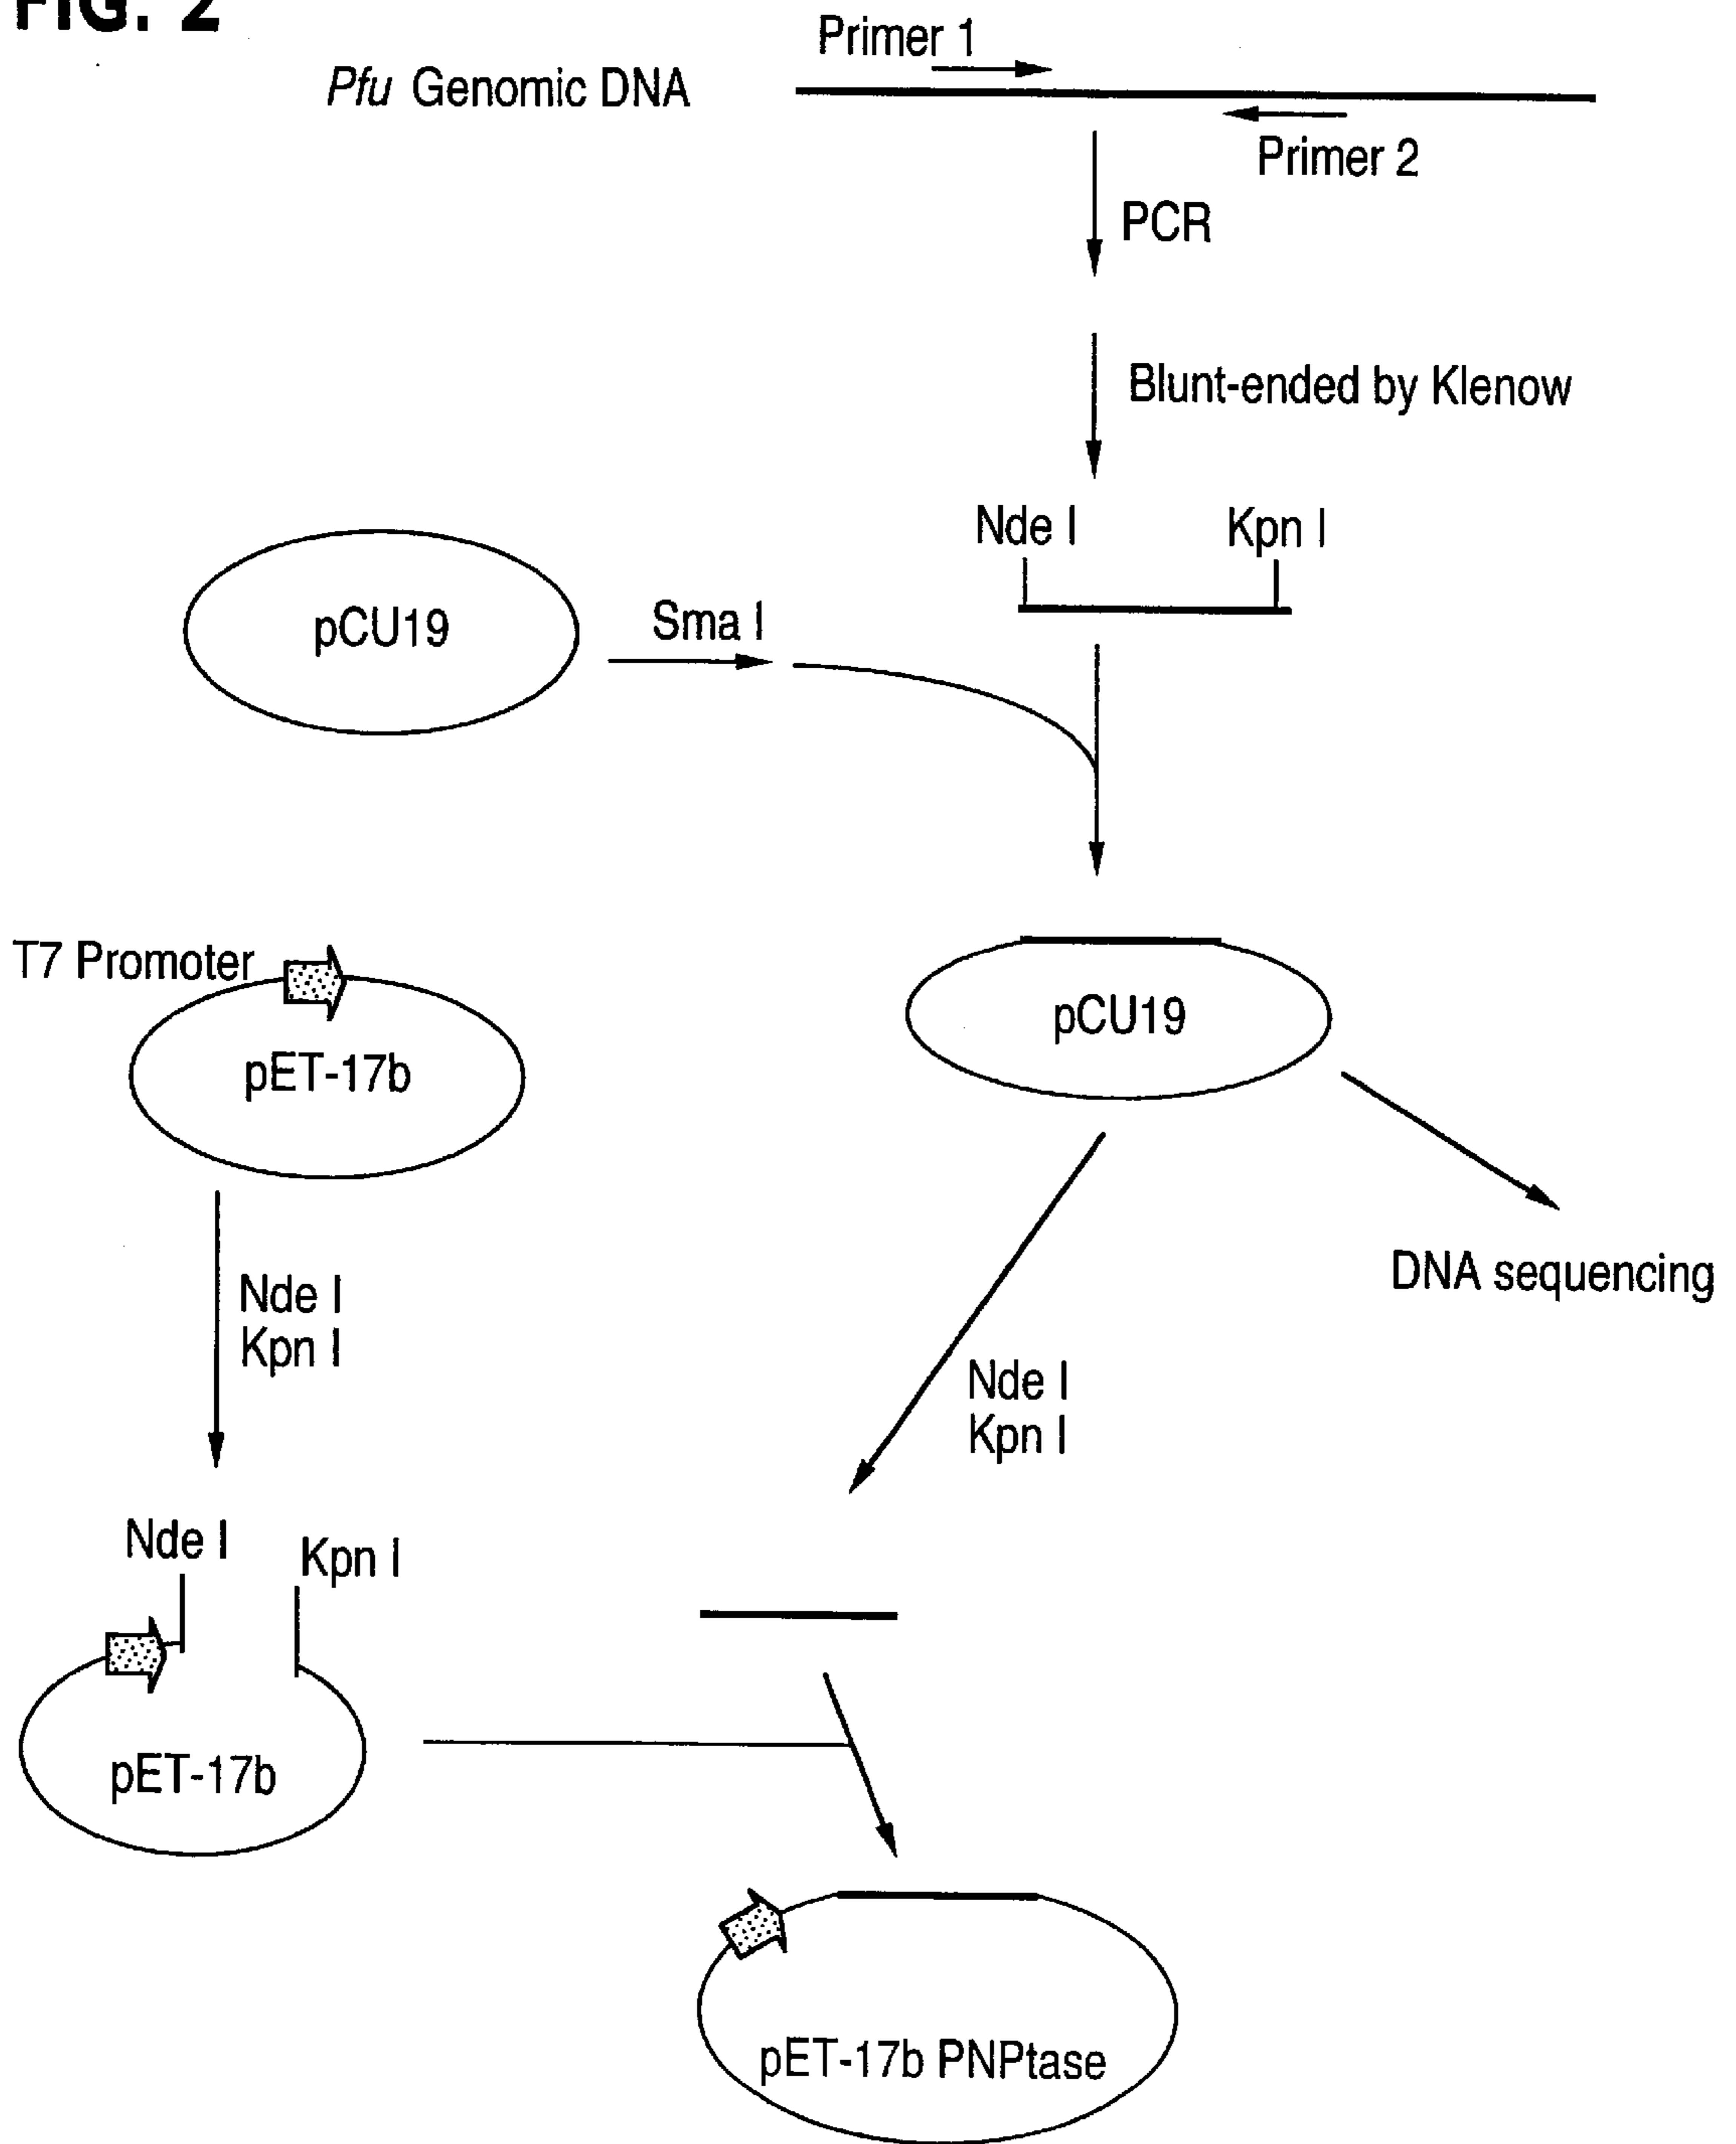 FIG. 2
Primer 1
Pfu Genomic DNA
Primer 2
PCR
Blunt-ended by Klenow
Nde I
Kpn I
pCU19
Sma I
T7 Promoter
pET-17b
pCU19
DNA sequencing
Nde I
Kpn I
Nde I
Kpn I
Nde I
Kpn I
pET-17b
pET-17b PNPtase